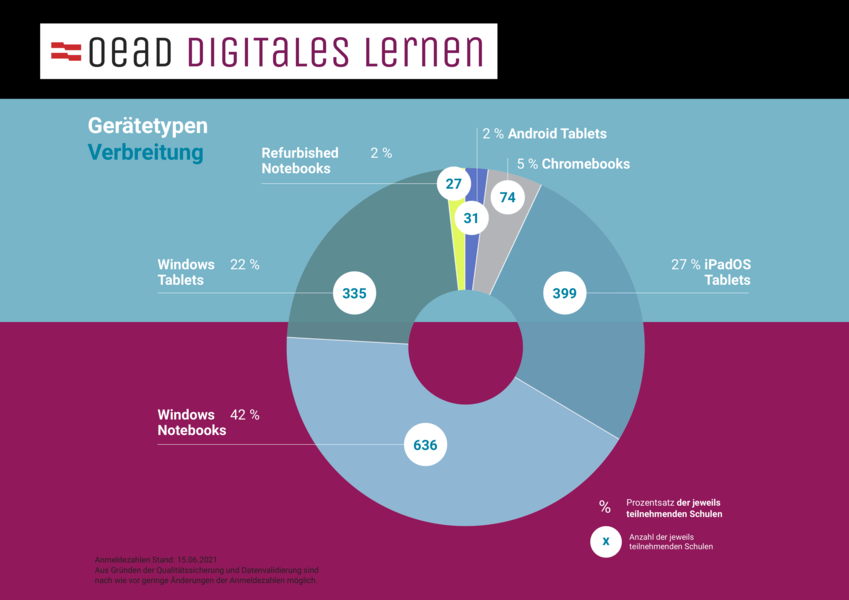 OeAD DIGITALES LERNEN
Gerätetypen
Verbreitung
2 % Android Tablets
Refurbished 2 %
Notebooks
5 % Chromebooks
27
74
31
Windows 22 %
Tablets
27 % iPadOS
Tablets
335
399
Windows 42 %
Notebooks
636
% Prozentsatz der jeweils
teilnehmenden Schulen
x Anzahl der jeweils
teilnehmenden Schulen
Anmeldezahlen Stand: 15.06.2021
Aus Gründen der Qualitätssicherung und Datenvalidierung sind
nach wie vor geringe Änderungen der Anmeldezahlen möglich.